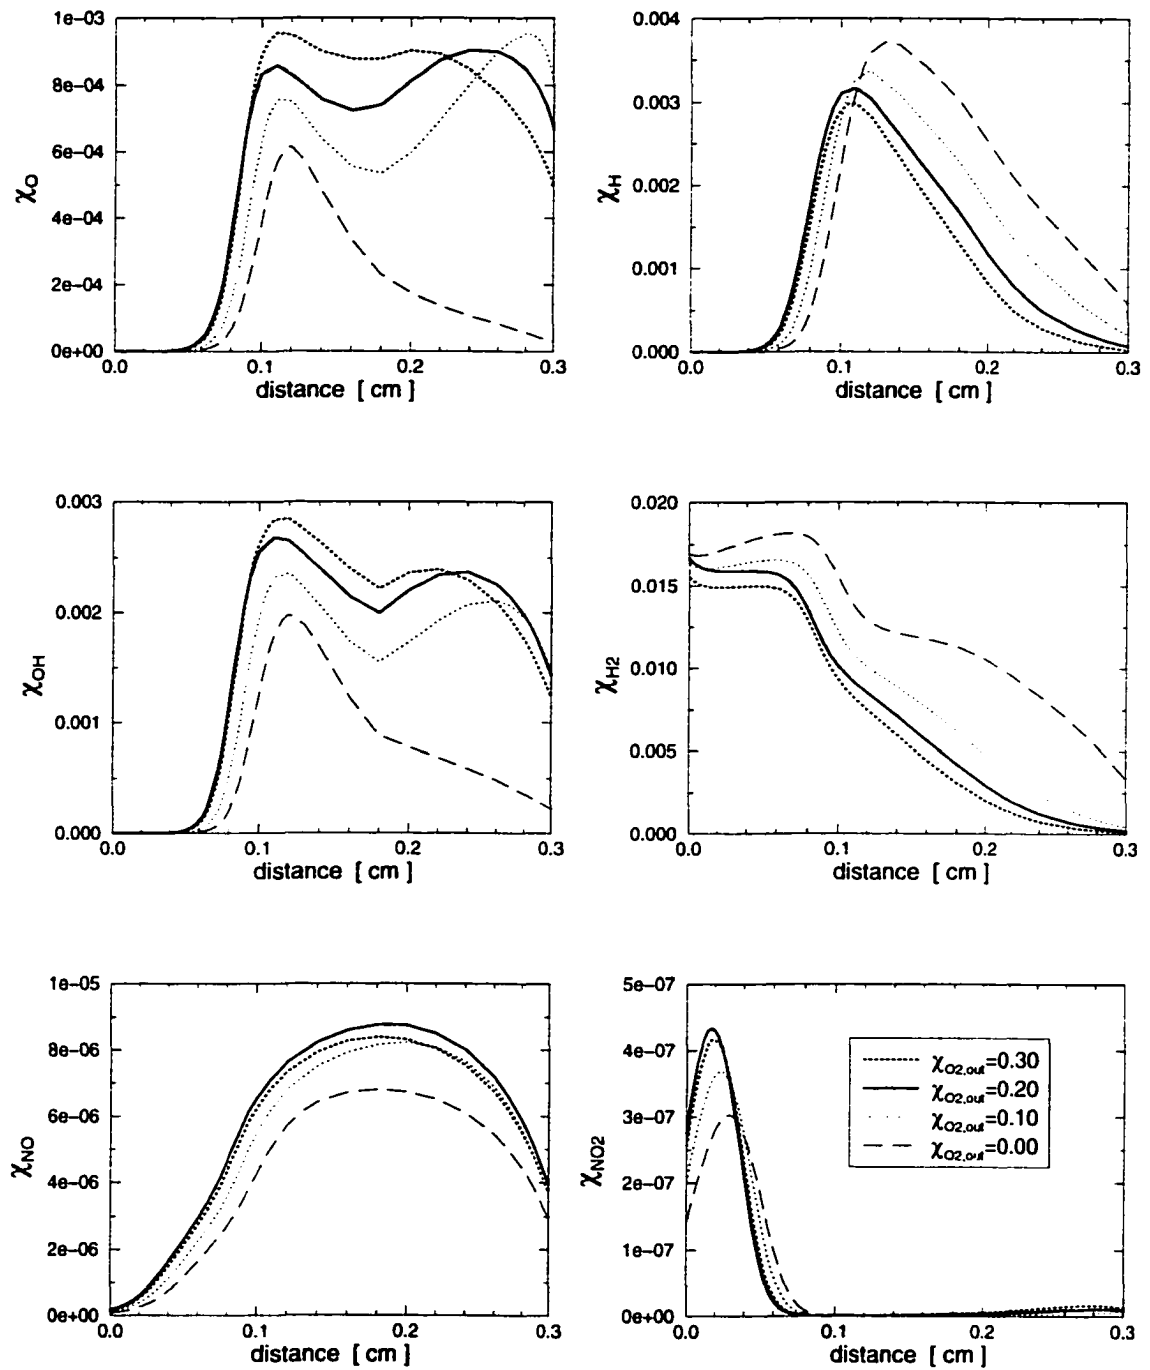 1e−03
8e−04
6e−04
4e−04
2e−04
0e+00
χO
0.0 0.1 0.2 0.3
distance [ cm ]
0.004
0.003
0.002
0.001
0.000
χH
0.0 0.1 0.2 0.3
distance [ cm ]
0.003
0.002
0.001
0.000
χOH
0.0 0.1 0.2 0.3
distance [ cm ]
0.020
0.015
0.010
0.005
0.000
χH2
0.0 0.1 0.2 0.3
distance [ cm ]
1e−05
8e−06
6e−06
4e−06
2e−06
0e+00
χNO
0.0 0.1 0.2 0.3
distance [ cm ]
5e−07
4e−07
3e−07
2e−07
1e−07
0e+00
χNO2
χO2,out=0.30
χO2,out=0.20
χO2,out=0.10
χO2,out=0.00
0.0 0.1 0.2 0.3
distance [ cm ]